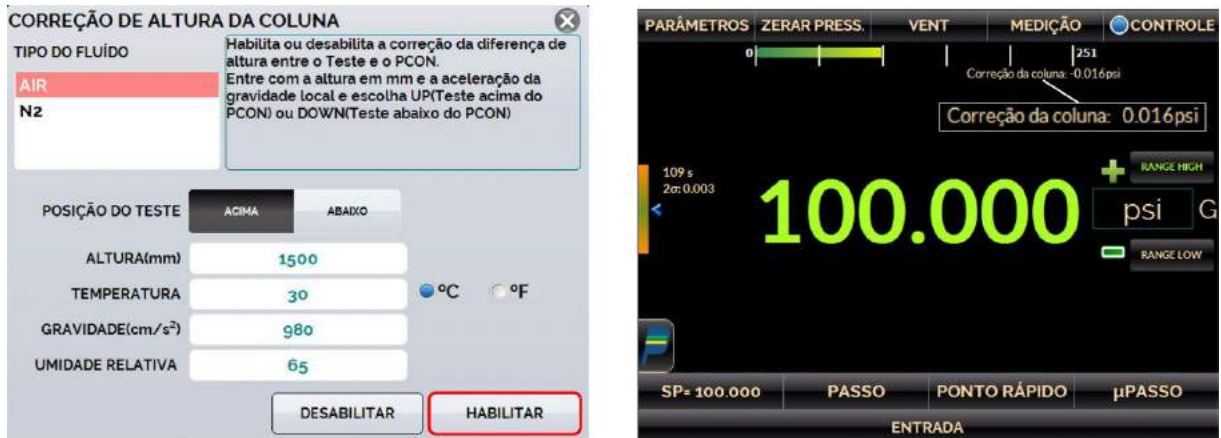 CORREÇÃO DE ALTURA DA COLUNA
TIPO DO FLUÍDO
AIR
N2
Habilita ou desabilita a correção da diferença de
altura entre o Teste e o PCON.
Entre com a altura em mm e a aceleração da
gravidade local e escolha UP(Teste acima do
PCON) ou DOWN(Teste abaixo do PCON)
POSIÇÃO DO TESTE ACIMA ABAIXO
ALTURA(mm) 1500
TEMPERATURA 30 ºC ºF
GRAVIDADE(cm/s²) 980
UMIDADE RELATIVA 65
DESABILITAR HABILITAR
PARÂMETROS ZERAR PRESS. VENT MEDIÇÃO CONTROLE
0 251
Correção da coluna: -0.016psi
Correção da coluna: 0.016psi
109 s
2σ: 0.003
100.000
RANGE HIGH
psi G
RANGE LOW
SP= 100.000 PASSO PONTO RÁPIDO µPASSO
ENTRADA